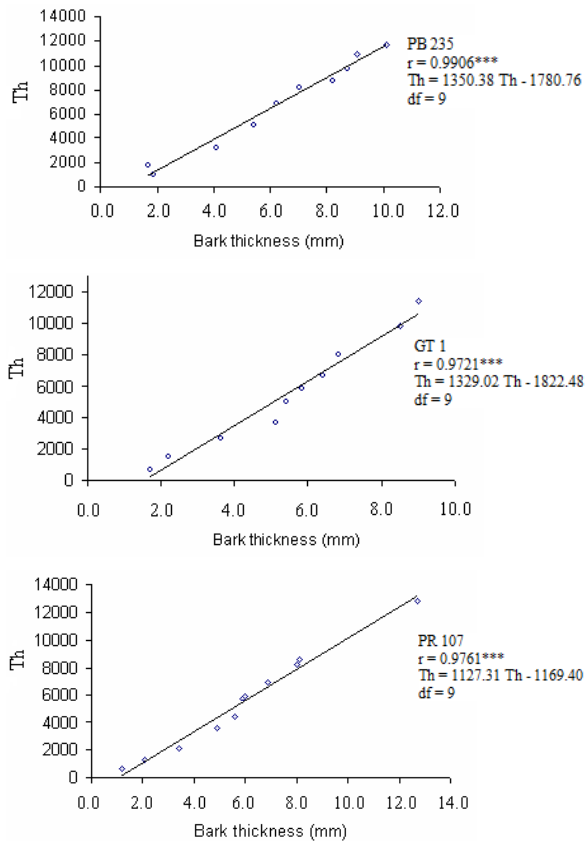 14000
12000
10000
8000
6000
4000
2000
0
Th
0.0 2.0 4.0 6.0 8.0 10.0 12.0
Bark thickness (mm)
PB 235
r = 0.9906***
Th = 1350.38 Th - 1780.76
df = 9
12000
10000
8000
6000
4000
2000
0
Th
0.0 2.0 4.0 6.0 8.0 10.0
Bark thickness (mm)
GT 1
r = 0.9721***
Th = 1329.02 Th - 1822.48
df = 9
14000
12000
10000
8000
6000
4000
2000
0
Th
0.0 2.0 4.0 6.0 8.0 10.0 12.0 14.0
Bark thickness (mm)
PR 107
r = 0.9761***
Th = 1127.31 Th - 1169.40
df = 9